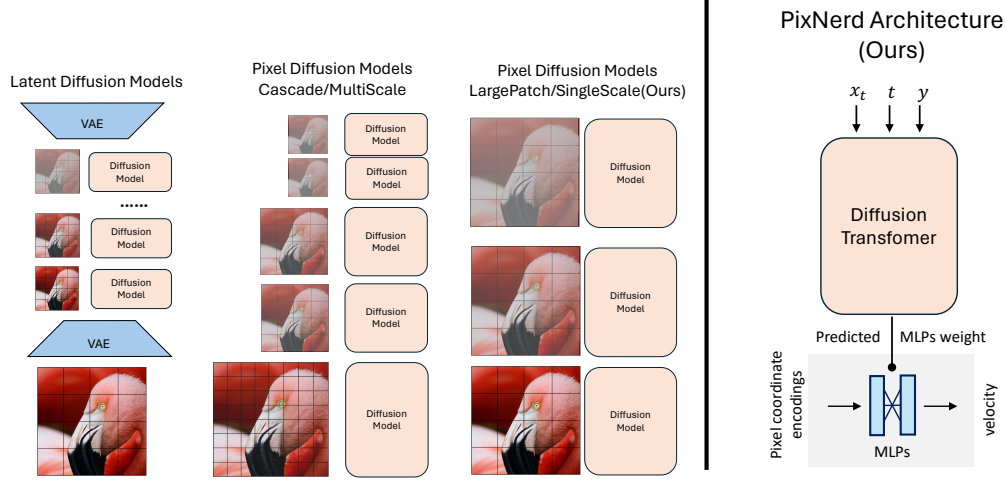 Latent Diffusion Models
VAE
Diffusion
Model
......
Diffusion
Model
Diffusion
Model
VAE
Pixel Diffusion Models
Cascade/MultiScale
Diffusion
Model
Diffusion
Model
Diffusion
Model
Diffusion
Model
Diffusion
Model
Pixel Diffusion Models
LargePatch/SingleScale(Ours)
Diffusion
Model
Diffusion
Model
Diffusion
Model
PixNerd Architecture
(Ours)
x_t t y
Diffusion
Transfomer
Predicted MLPs weight
Pixel coordinate
encodings
MLPs
velocity